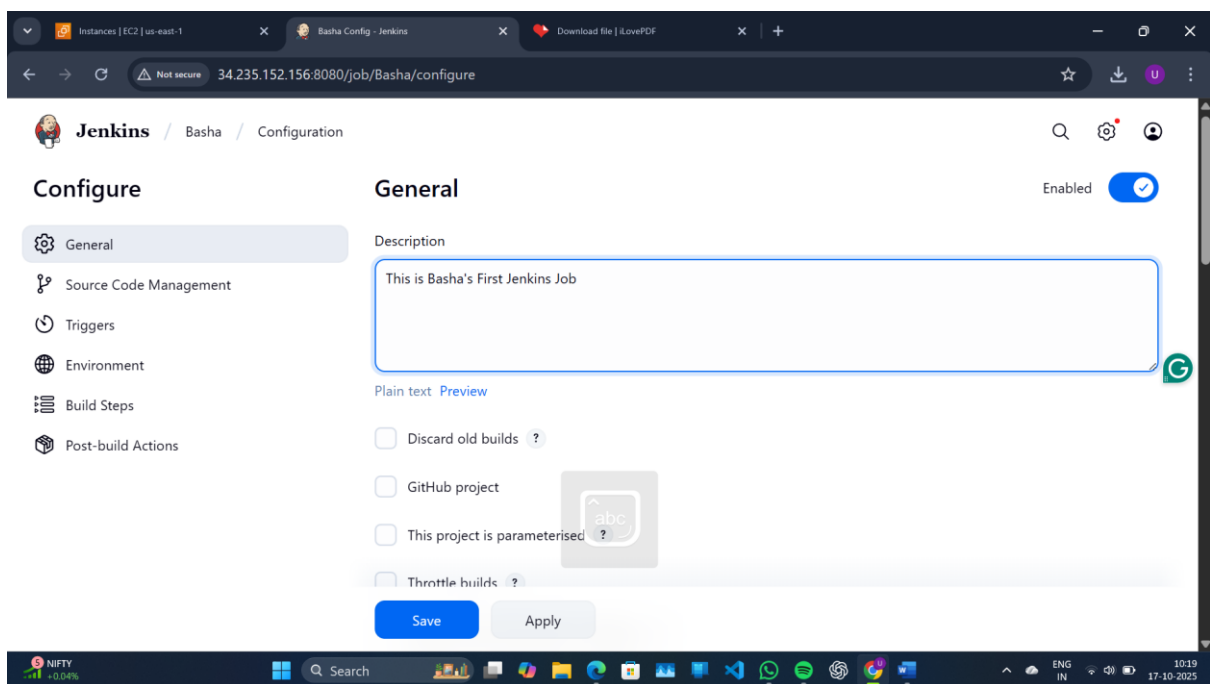 Instances | EC2 | us-east-1
Basha Config - Jenkins
Download file | iLovePDF
Not secure 34.235.152.156:8080/job/Basha/configure
U
Jenkins / Basha / Configuration
Configure
General
Enabled
General
Source Code Management
Triggers
Environment
Build Steps
Post-build Actions
Description
This is Basha's First Jenkins Job
Plain text Preview
Discard old builds ?
GitHub project
This project is parameterised ?
abc
Throttle builds ?
Save Apply
5 NIFTY
+0.04%
Search
ENG
IN
10:19
17-10-2025